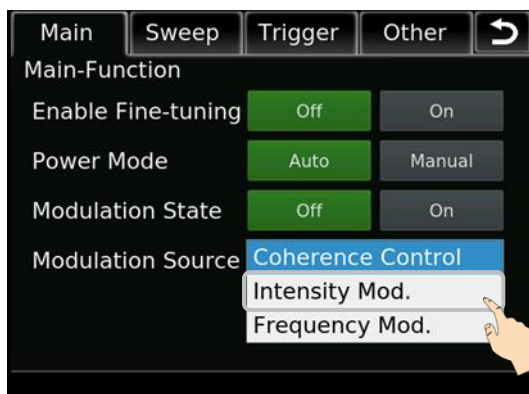 Main Sweep Trigger Other
Main-Function
Enable Fine-tuning Off On
Power Mode Auto Manual
Modulation State Off On
Modulation Source Coherence Control
Intensity Mod.
Frequency Mod.